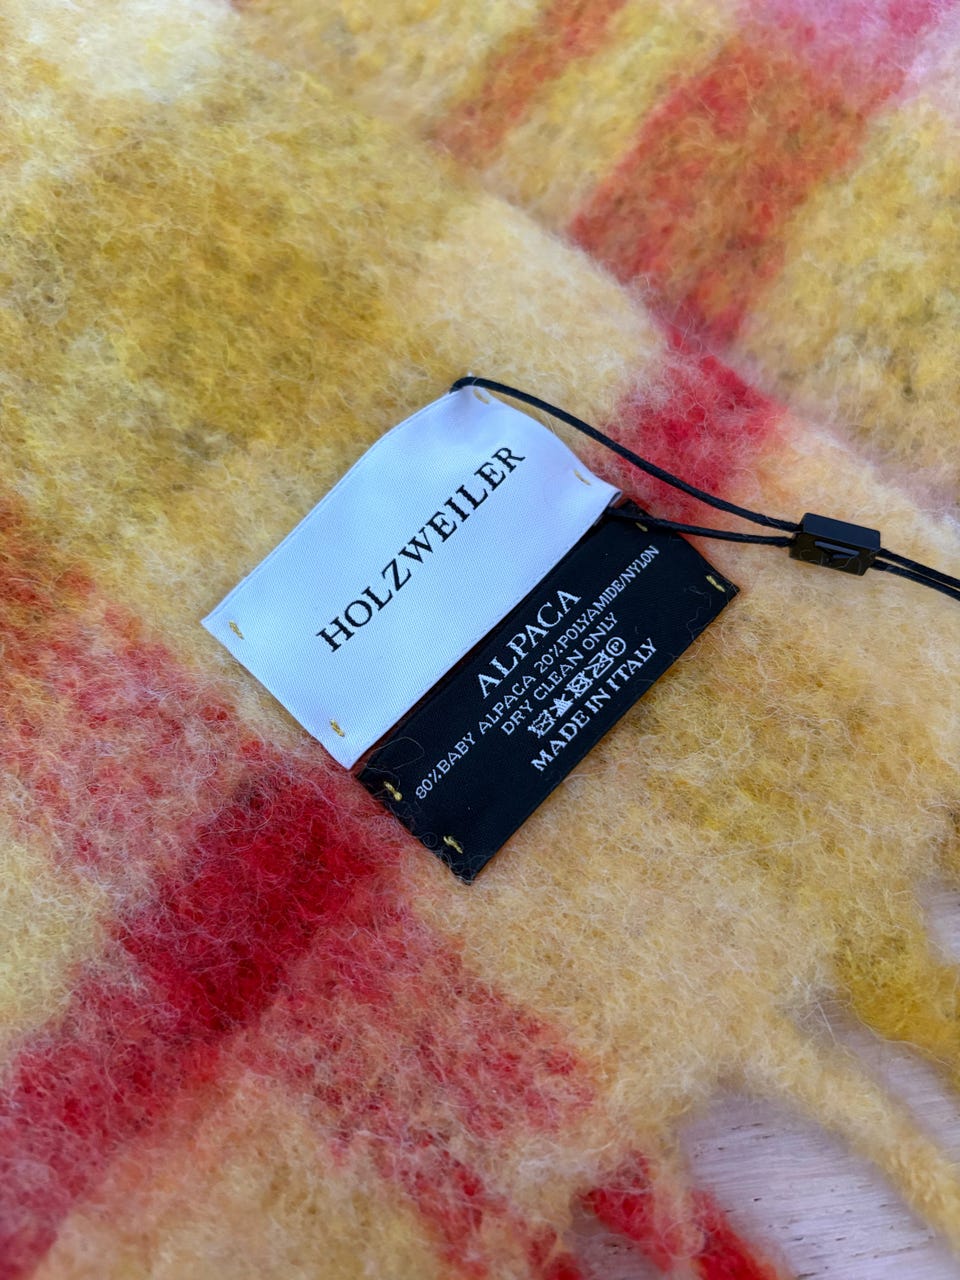 HOLZWEILER
ALPACA
80%BABY ALPACA 20%POLYAMIDE/NYLON
DRY CLEAN ONLY
P
MADE IN ITALY